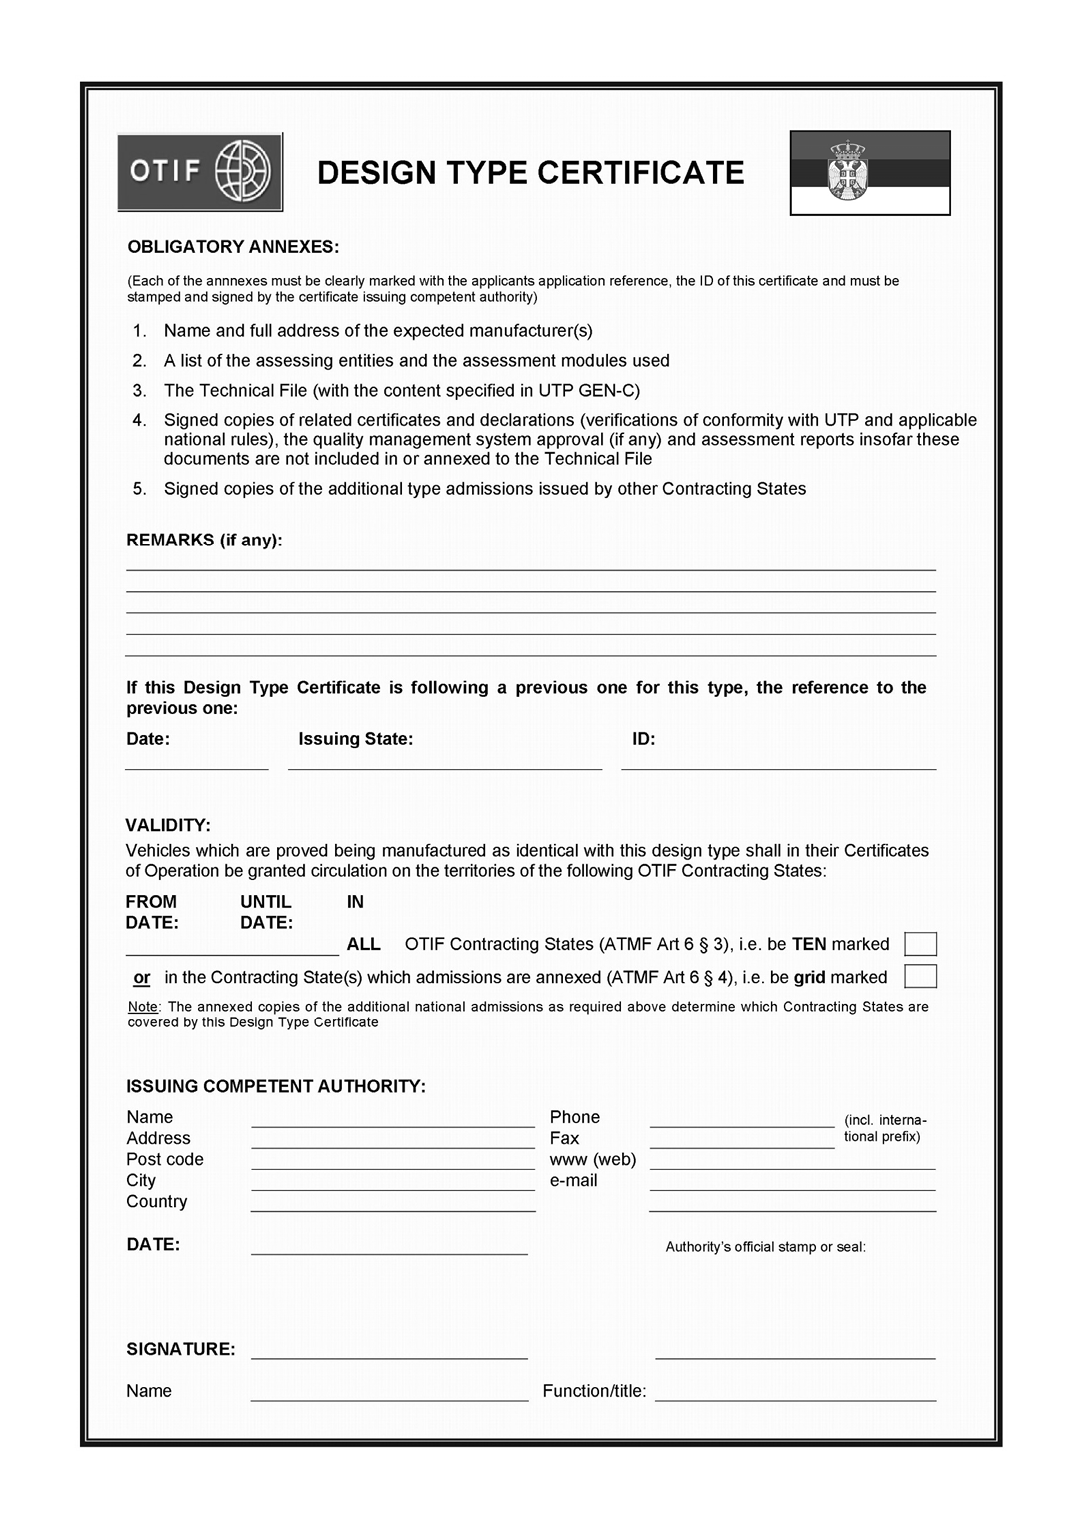 OTIF
DESIGN TYPE CERTIFICATE
OBLIGATORY ANNEXES:
(Each of the annnexes must be clearly marked with the applicants application reference, the ID of this certificate and must be
stamped and signed by the certificate issuing competent authority)
1. Name and full address of the expected manufacturer(s)
2. A list of the assessing entities and the assessment modules used
3. The Technical File (with the content specified in UTP GEN-C)
4. Signed copies of related certificates and declarations (verifications of conformity with UTP and applicable
national rules), the quality management system approval (if any) and assessment reports insofar these
documents are not included in or annexed to the Technical File
5. Signed copies of the additional type admissions issued by other Contracting States
REMARKS (if any):
If this Design Type Certificate is following a previous one for this type, the reference to the
previous one:
Date: Issuing State: ID:
VALIDITY:
Vehicles which are proved being manufactured as identical with this design type shall in their Certificates
of Operation be granted circulation on the territories of the following OTIF Contracting States:
FROM UNTIL IN
DATE: DATE:
ALL OTIF Contracting States (ATMF Art 6 § 3), i.e. be TEN marked
or in the Contracting State(s) which admissions are annexed (ATMF Art 6 § 4), i.e. be grid marked
Note: The annexed copies of the additional national admissions as required above determine which Contracting States are
covered by this Design Type Certificate
ISSUING COMPETENT AUTHORITY:
Name Phone (incl. interna-
Address Fax tional prefix)
Post code www (web)
City e-mail
Country
DATE: Authority's official stamp or seal:
SIGNATURE:
Name Function/title: